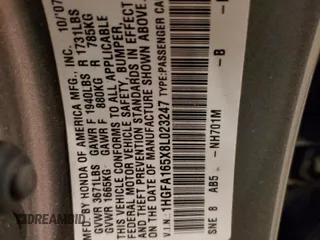 MFD. BY HONDA OF AMERICA MFG., INC. 10/07
GVWR 3671LBS GAWR F 1940LBS R 1731LBS
GVWR 1665KG GAWR F 880KG R 785KG
THIS VEHICLE CONFORMS TO ALL APPLICABLE
FEDERAL MOTOR VEHICLE SAFETY, BUMPER,
AND THEFT PREVENTION STANDARDS IN EFFECT
ON THE DATE OF MANUFACTURE SHOWN ABOVE.
V.I.N.: 1HGFA165X8L023247 TYPE:PASSENGER CA
SNE 8 AB5 - NH701M - B -
DREAMBID